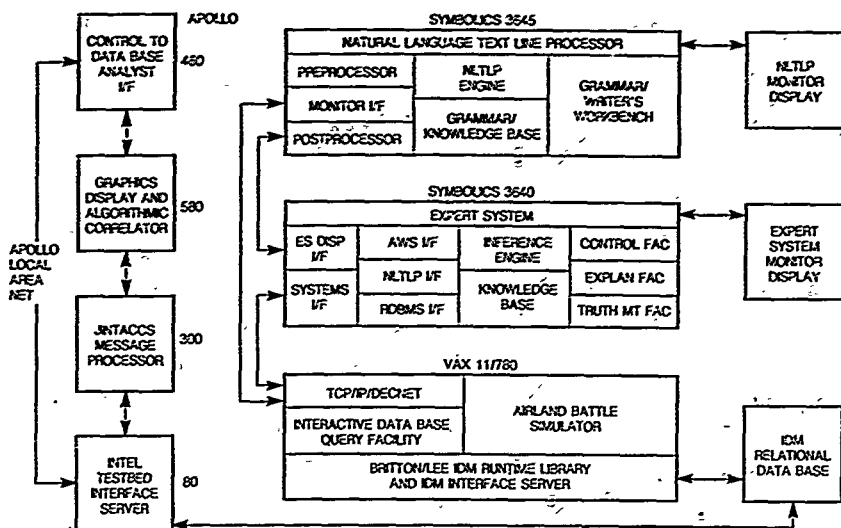 APOLLO
CONTROL TO
DATA BASE
ANALYST
I/F
460
GRAPHICS
DISPLAY AND
ALGORITHMIC
CORRELATOR
580
APOLLO
LOCAL
AREA
NET
JINTACCS
MESSAGE
PROCESSOR
300
INTEL
TESTBED
INTERFACE
SERVER
80
SYMBOLICS 3645
NATURAL LANGUAGE TEXT LINE PROCESSOR
PREPROCESSOR
MONITOR I/F
POSTPROCESSOR
NLTLP
ENGINE
GRAMMAR/
KNOWLEDGE BASE
GRAMMAR/
WRITER'S
WORKBENCH
NLTLP
MONITOR
DISPLAY
SYMBOLICS 3640
EXPERT SYSTEM
ES DISP
I/F
SYSTEMS
I/F
AWS I/F
NLTLP I/F
RDBMS I/F
INFERENCE
ENGINE
KNOWLEDGE
BASE
CONTROL FAC
EXPLAN FAC
TRUTH MT FAC
EXPERT
SYSTEM
MONITOR
DISPLAY
VAX 11/780
TCP/IP/DECNET
INTERACTIVE DATA BASE
QUERY FACILITY
AIRLAND BATTLE
SIMULATOR
BRITTON/LEE IDM RUNTIME LIBRARY
AND IDM INTERFACE SERVER
IDM
RELATIONAL
DATA BASE